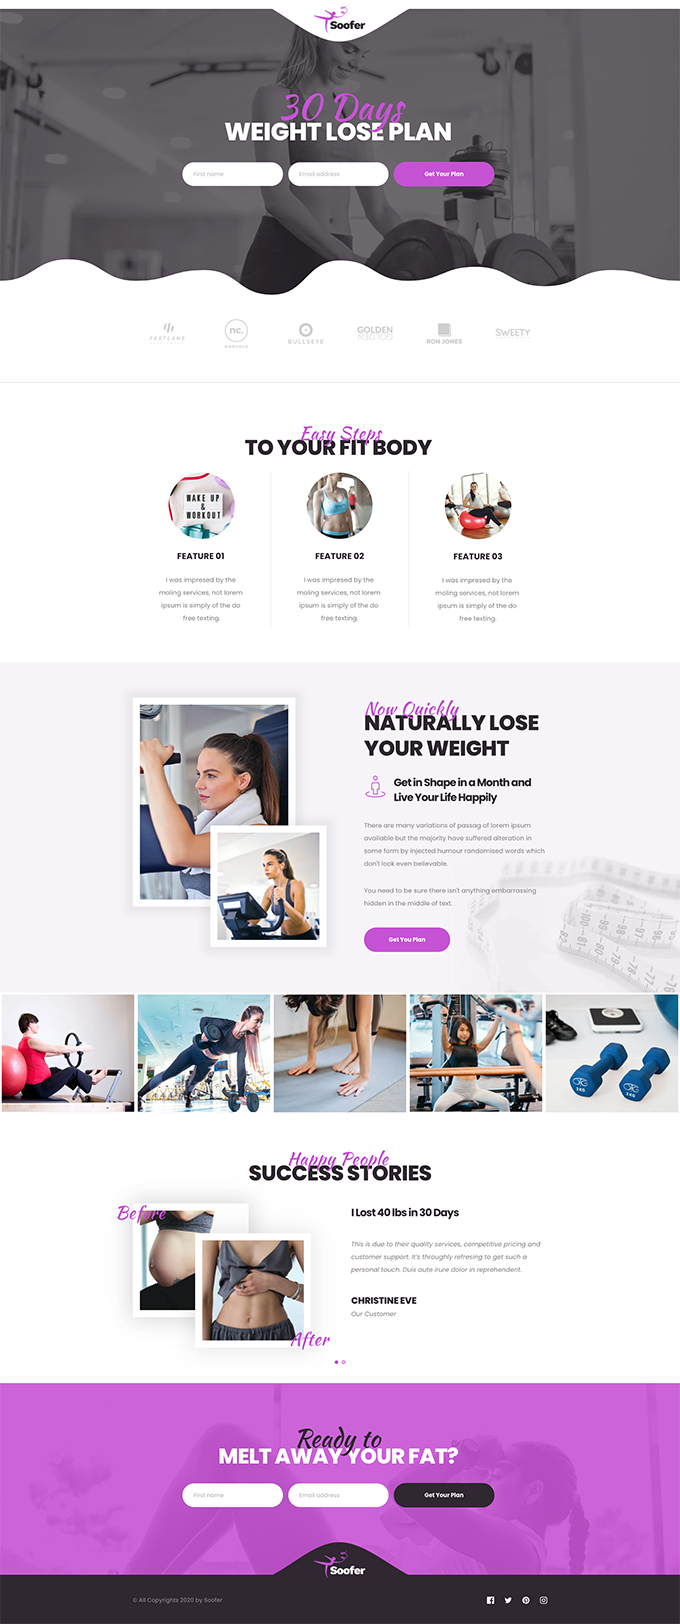 Soofer
30 Days
WEIGHT LOSE PLAN
First name
Email address
Get Your Plan
FASTLANE
nc.
BULLSEYE
GOLDEN
GOLDEN
RON JONES
SWEETY
Easy Steps
TO YOUR FIT BODY
WAKE UP
&
WORKOUT
FEATURE 01
I was impresed by the
moling services, not lorem
ipsum is simply of the do
free texting.
FEATURE 02
I was impresed by the
moling services, not lorem
ipsum is simply of the do
free texting.
FEATURE 03
I was impresed by the
moling services, not lorem
ipsum is simply of the do
free texting.
Now Quickly
NATURALLY LOSE
YOUR WEIGHT
Get in Shape in a Month and
Live Your Life Happily
There are many variations of passag of lorem ipsum
available but the majority have suffered alteration in
some form by injected humour randomised words which
don't look even believable.
You need to be sure there isn't anything embarrassing
hidden in the middle of text.
Get You Plan
Happy People
SUCCESS STORIES
Before
After
I Lost 40 lbs in 30 Days
This is due to their quality services, competitive pricing and
customer support. It's throughly refresing to get such a
personal touch. Duis aute irure dolor in reprehenderit.
CHRISTINE EVE
Our Customer
Ready to
MELT AWAY YOUR FAT?
First name
Email address
Get Your Plan
Soofer
© All Copyrights 2020 by Soofer